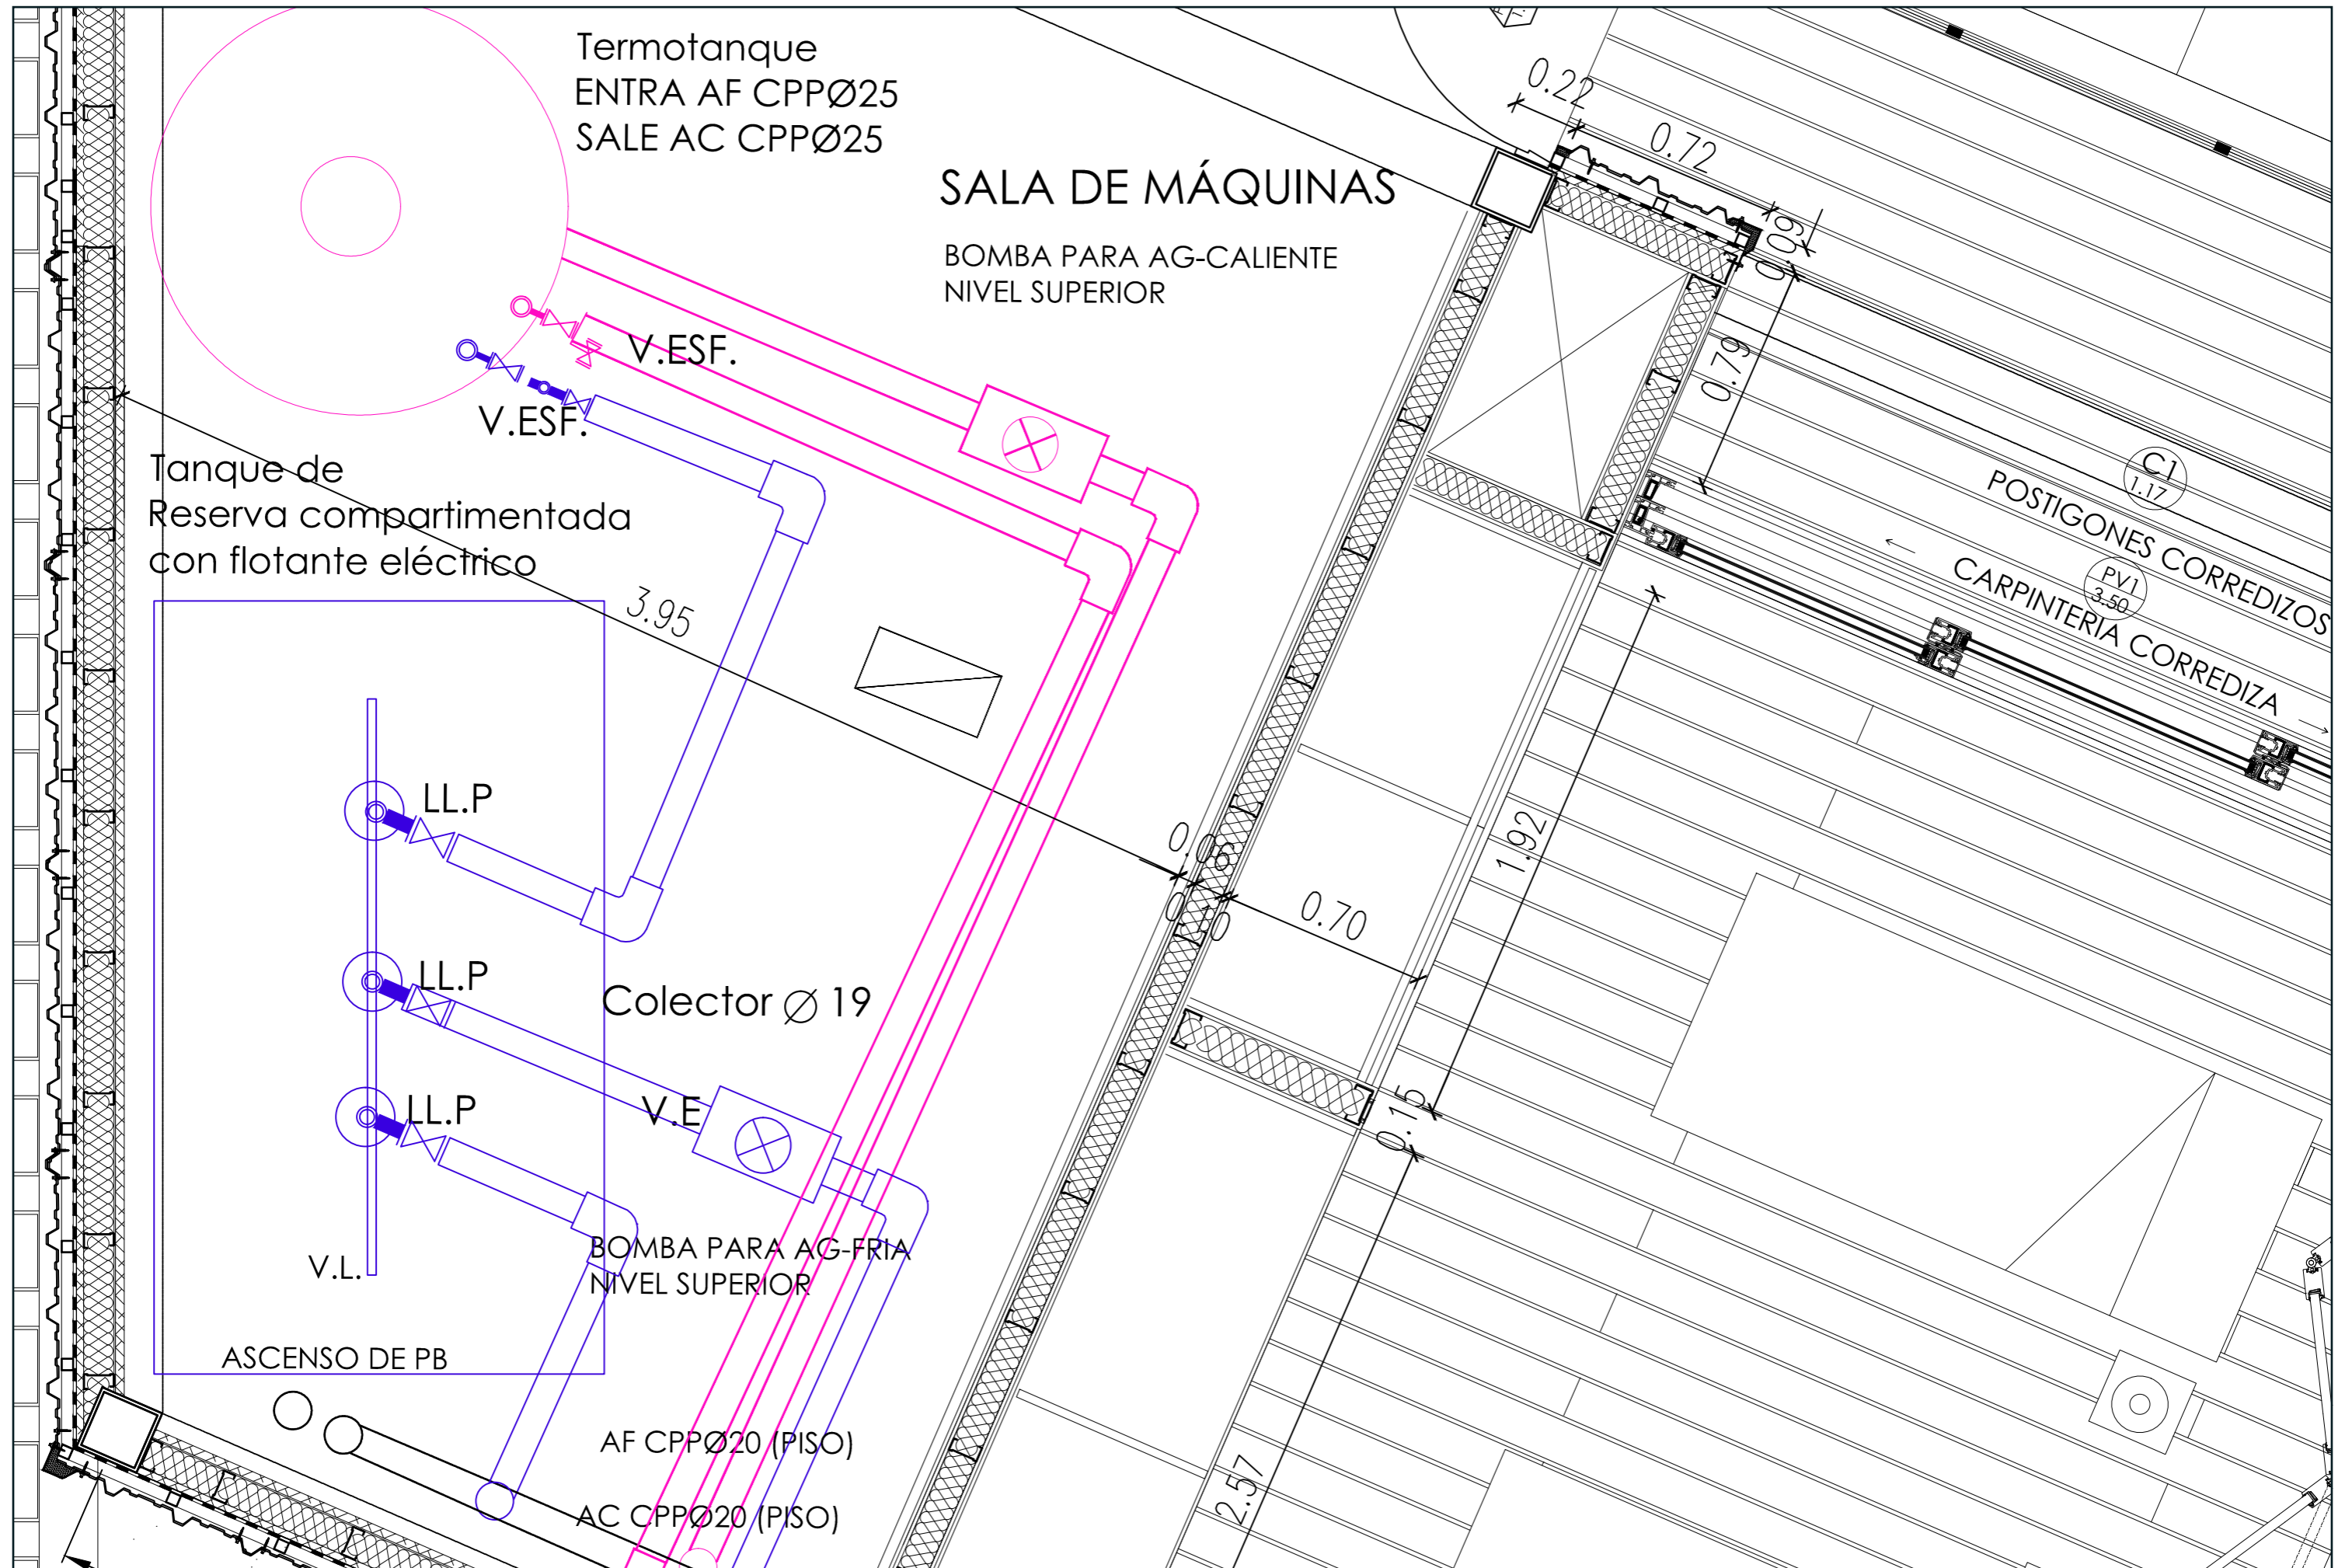 Termotanque
ENTRA AF CPPØ25
SALE AC CPPØ25
SALA DE MÁQUINAS
BOMBA PARA AG-CALIENTE
NIVEL SUPERIOR
0.22
0.72
0.09
0.79
V.ESF.
V.ESF.
Tanque de
Reserva compartimentada
con flotante eléctrico
3.95
C1
1.17
POSTIGONES CORREDIZOS
PV1
3.50
CARPINTERÍA CORREDIZA
LL.P
1.92
0.70
LL.P
Colector Ø 19
LL.P
V.E
0.15
BOMBA PARA AG-FRIA
NIVEL SUPERIOR
V.L.
ASCENSO DE PB
AF CPPØ20 (PISO)
AC CPPØ20 (PISO)
2.57